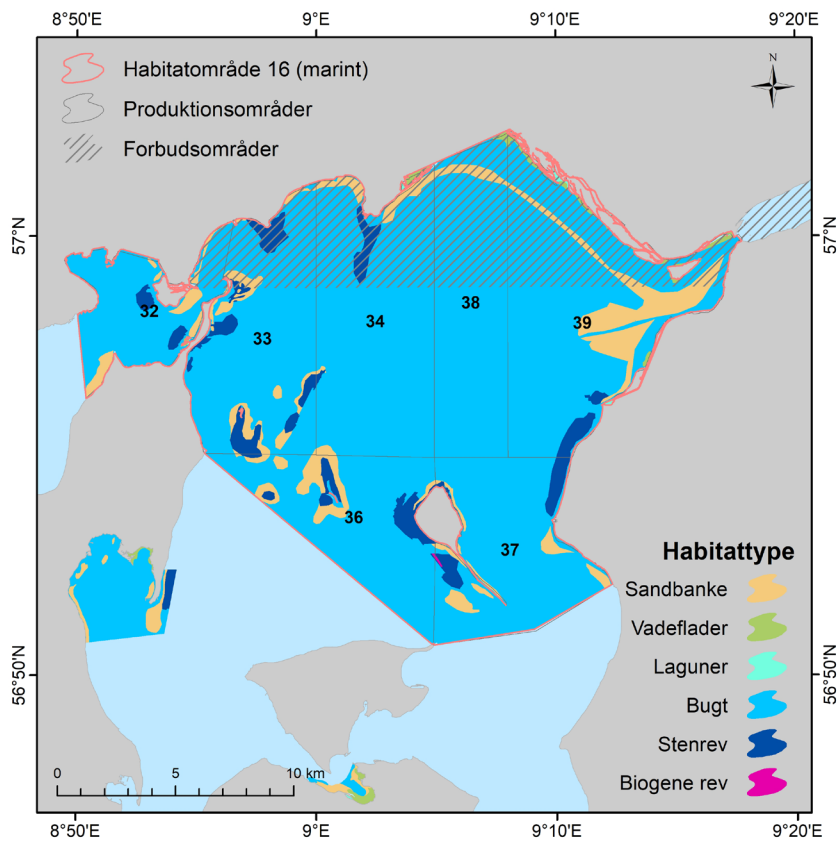 8°50'E 9°E 9°10'E 9°20'E
Habitatområde 16 (marint)
Produktionsområder
Forbudsområder
N
57°N 57°N
32
33
34
38
39
36
37
Habitattype
Sandbanke
Vadeflader
Laguner
Bugt
Stenrev
Biogene rev
56°50'N 56°50'N
0 5 10 km
8°50'E 9°E 9°10'E 9°20'E